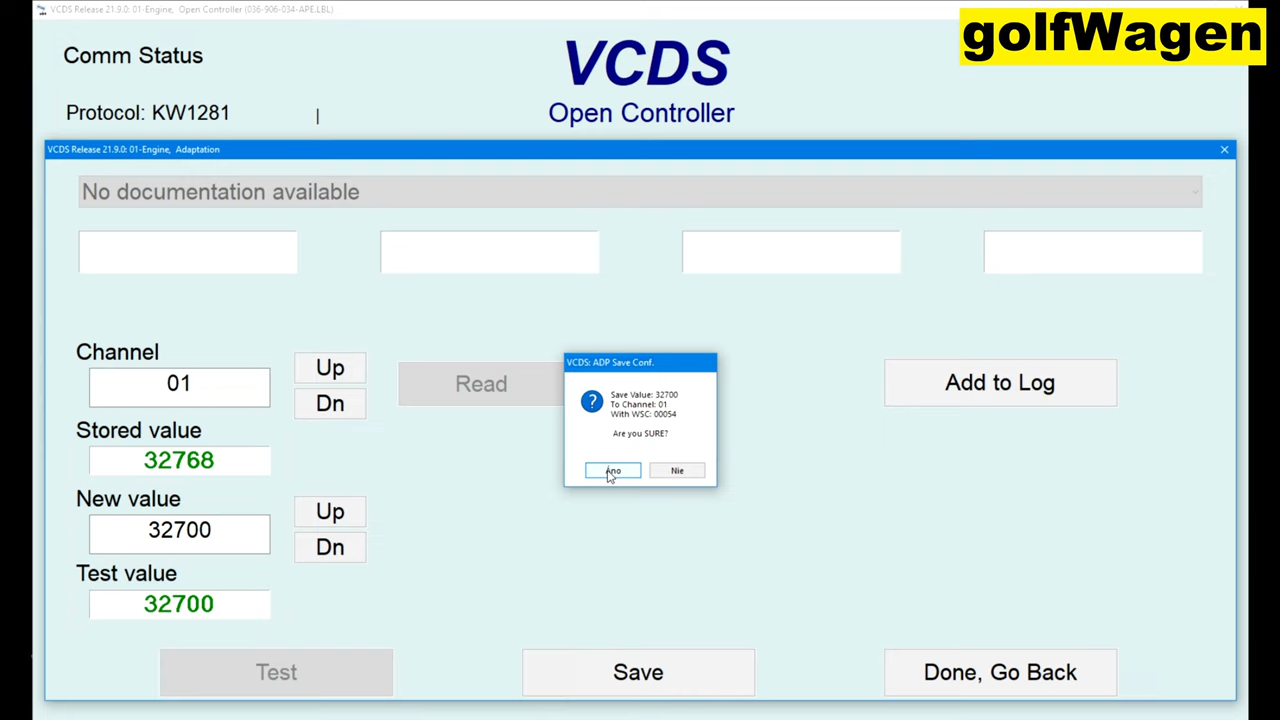 VCDS Release 21.9.0: 01-Engine, Open Controller (036-906-034-APE.LBL)
golfWagen
Comm Status
VCDS
Protocol: KW1281
Open Controller
VCDS Release 21.9.0: 01-Engine, Adaptation
No documentation available
Channel
01
Up
Dn
Read
Add to Log
VCDS: ADP Save Conf.
Save Value: 32700
To Channel: 01
With WSC: 00054
Are you SURE?
Áno
Nie
Stored value
32768
New value
32700
Up
Dn
Test value
32700
Test
Save
Done, Go Back